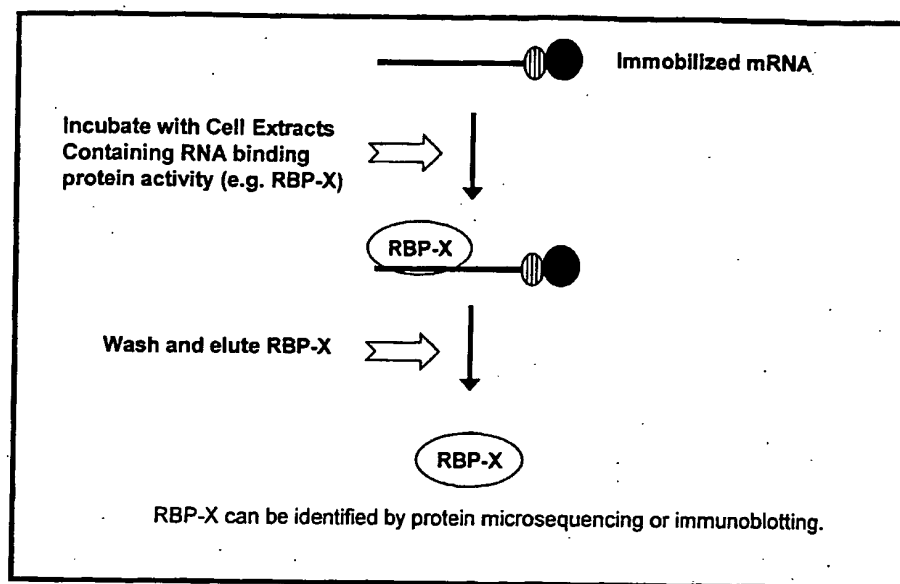 Immobilized mRNA
Incubate with Cell Extracts
Containing RNA binding
protein activity (e.g. RBP-X)
RBP-X
Wash and elute RBP-X
RBP-X
RBP-X can be identified by protein microsequencing or immunoblotting.